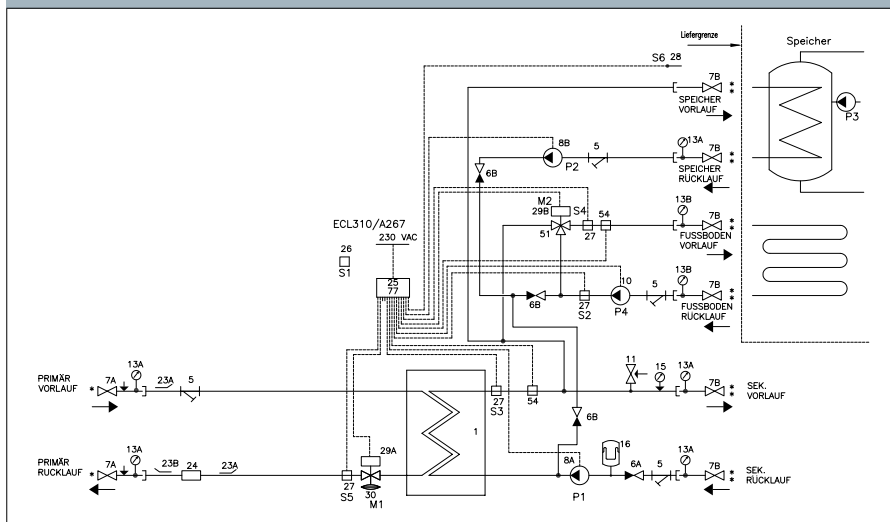 Liefergrenze
Speicher
S6 28
7B
*
*
SPEICHER
VORLAUF
P3
13A
8B
5
7B
*
*
P2
6B
SPEICHER
RÜCKLAUF
M2
29B
S4
54
13B
7B
*
*
ECL310/A267
230 VAC
51
27
FUSSBODEN
VORLAUF
26
S1
25
77
13B
10
5
7B
*
*
6B
27
S2
P4
FUSSBODEN
RÜCKLAUF
PRIMÄR
VORLAUF
*
7A
13A
23A
5
11
15
13A
7B
*
*
SEK.
VORLAUF
27
S3
54
1
6B
PRIMÄR
RÜCKLAUF
*
7A
13A
23B
24
23A
29A
27
S5
30
M1
8A
P1
16
6A
5
13A
7B
*
*
SEK.
RÜCKLAUF